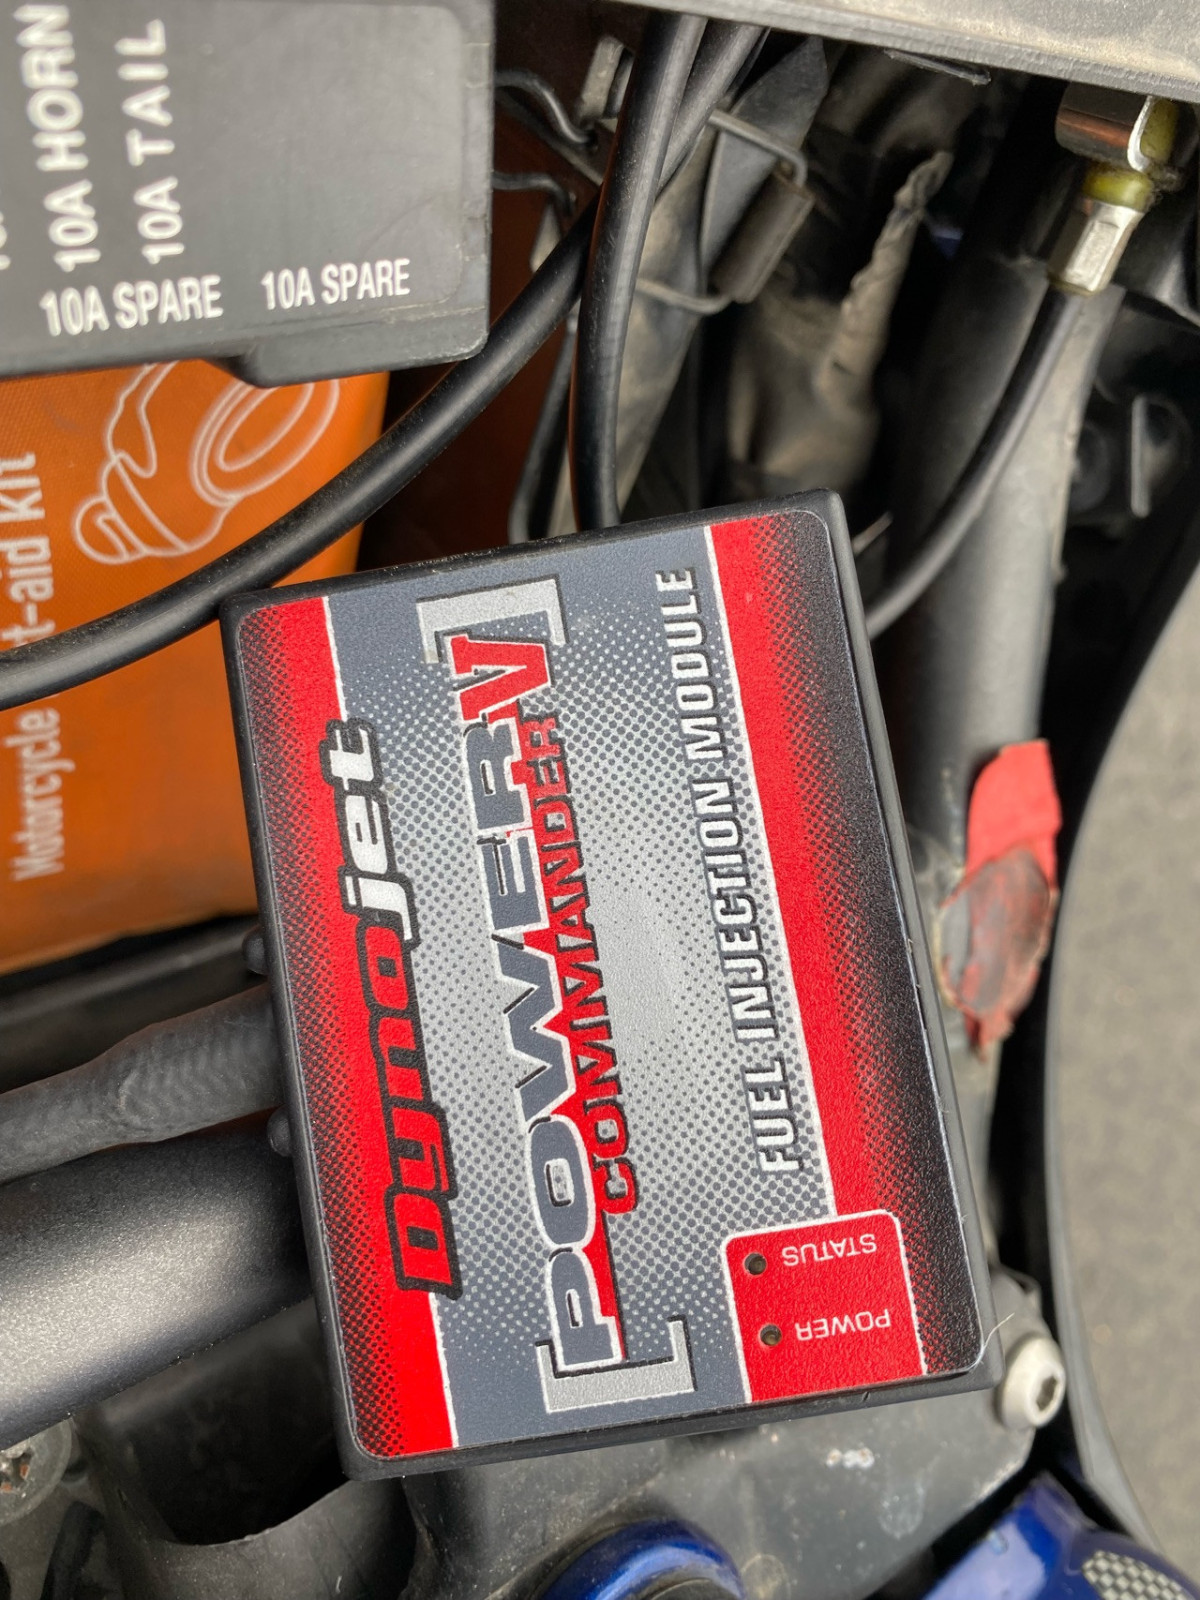 10A HORN
10A TAIL
10A SPARE
10A SPARE
Motorcycle
t-aid kit
Dynojet
POWER V
COMMANDER
FUEL INJECTION MODULE
STATUS
POWER